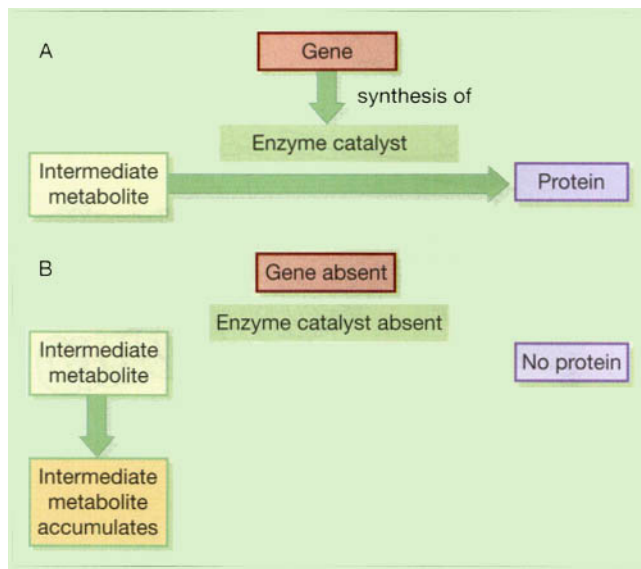 A
Gene
synthesis of
Enzyme catalyst
Intermediate
metabolite
Protein
B
Gene absent
Enzyme catalyst absent
Intermediate
metabolite
No protein
Intermediate
metabolite
accumulates